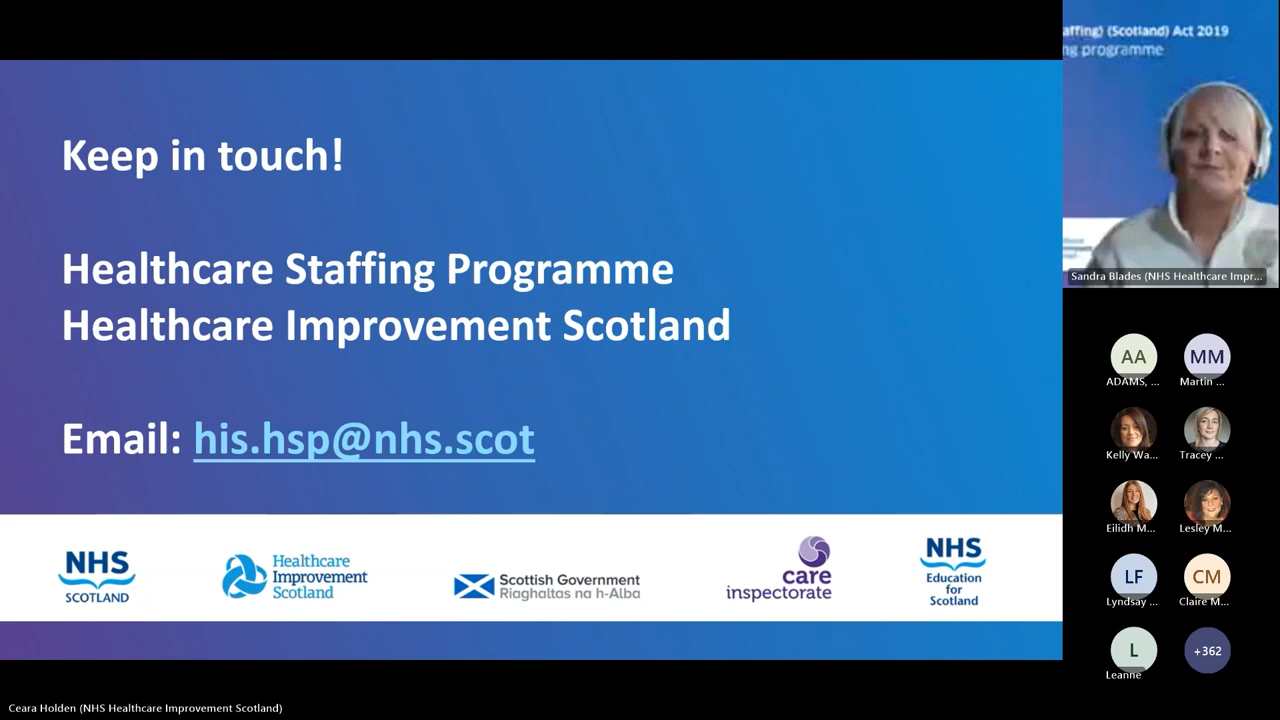 Keep in touch!
Healthcare Staffing Programme
Healthcare Improvement Scotland
Email: his.hsp@nhs.scot
NHS
SCOTLAND
Healthcare
Improvement
Scotland
Scottish Government
Riaghaltas na h-Alba
care
inspectorate
NHS
Education
for
Scotland
affing) (Scotland) Act 2019
ng programme
Sandra Blades (NHS Healthcare Impr...
AA
MM
ADAMS, ...
Martin ...
Kelly Wa...
Tracey ...
Eilidh M...
Lesley M...
LF
CM
Lyndsay ...
Claire M...
L
+362
Leanne
Ceara Holden (NHS Healthcare Improvement Scotland)